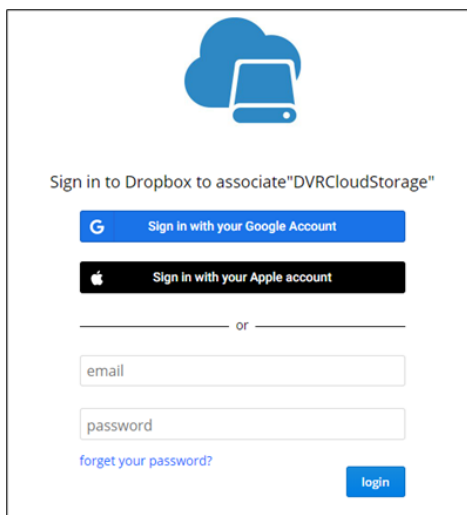 Sign in to Dropbox to associate"DVRCloudStorage"
Sign in with your Google Account
Sign in with your Apple account
or
email
password
forget your password?
login